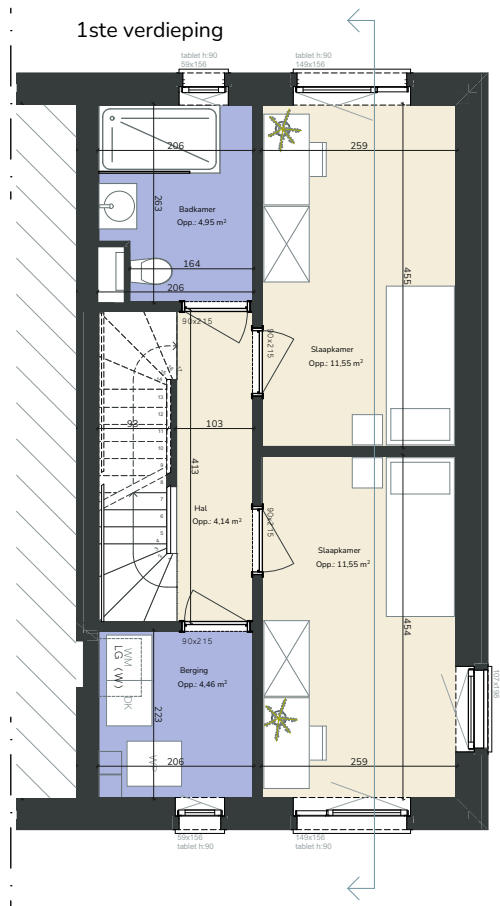 1ste verdieping
tablet h:90
59x156
tablet h:90
149x156
206
259
263
Badkamer
Opp.: 4,95 m²
164
455
206
90x215
90x215
Slaapkamer
Opp.: 11,55 m²
93
103
413
Hal
Opp.: 4,14 m²
90x215
Slaapkamer
Opp.: 11,55 m²
454
90x215
WM
LG (W)
DK
Berging
Opp.: 4,46 m²
107x198
223
206
259
59x156
tablet h:90
149x156
tablet h:90